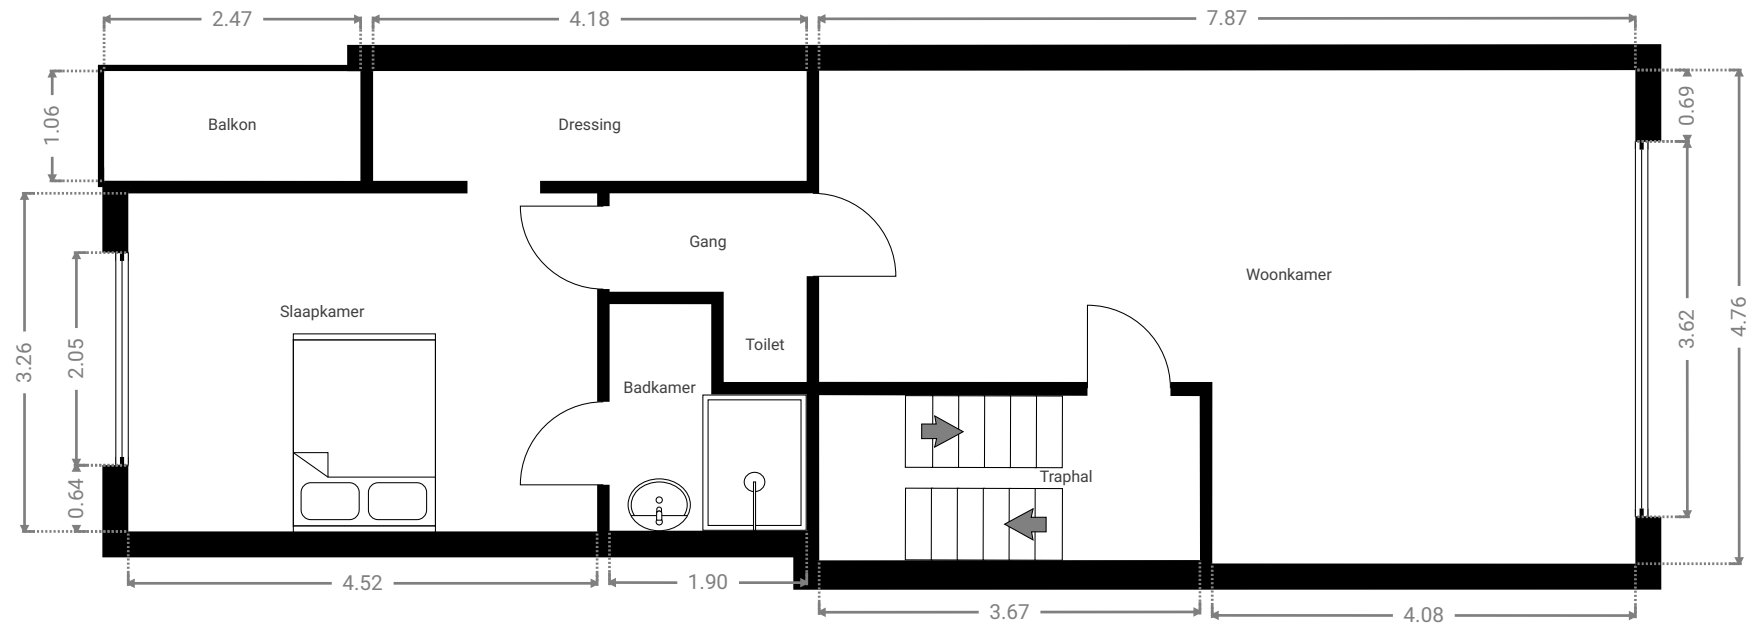 2.47
4.18
7.87
1.06
Balkon
Dressing
0.69
Gang
Woonkamer
Slaapkamer
3.26
2.05
Toilet
3.62
4.76
Badkamer
Traphal
0.64
4.52
1.90
3.67
4.08